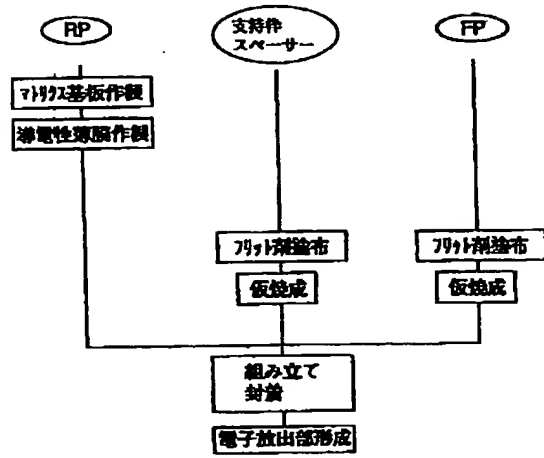 RP
支持枠
スペーサー
FP
マトリクス基板作製
導電性薄膜作製
フリット剤塗布
フリット剤塗布
仮焼成
仮焼成
組み立て
封着
電子放出部形成